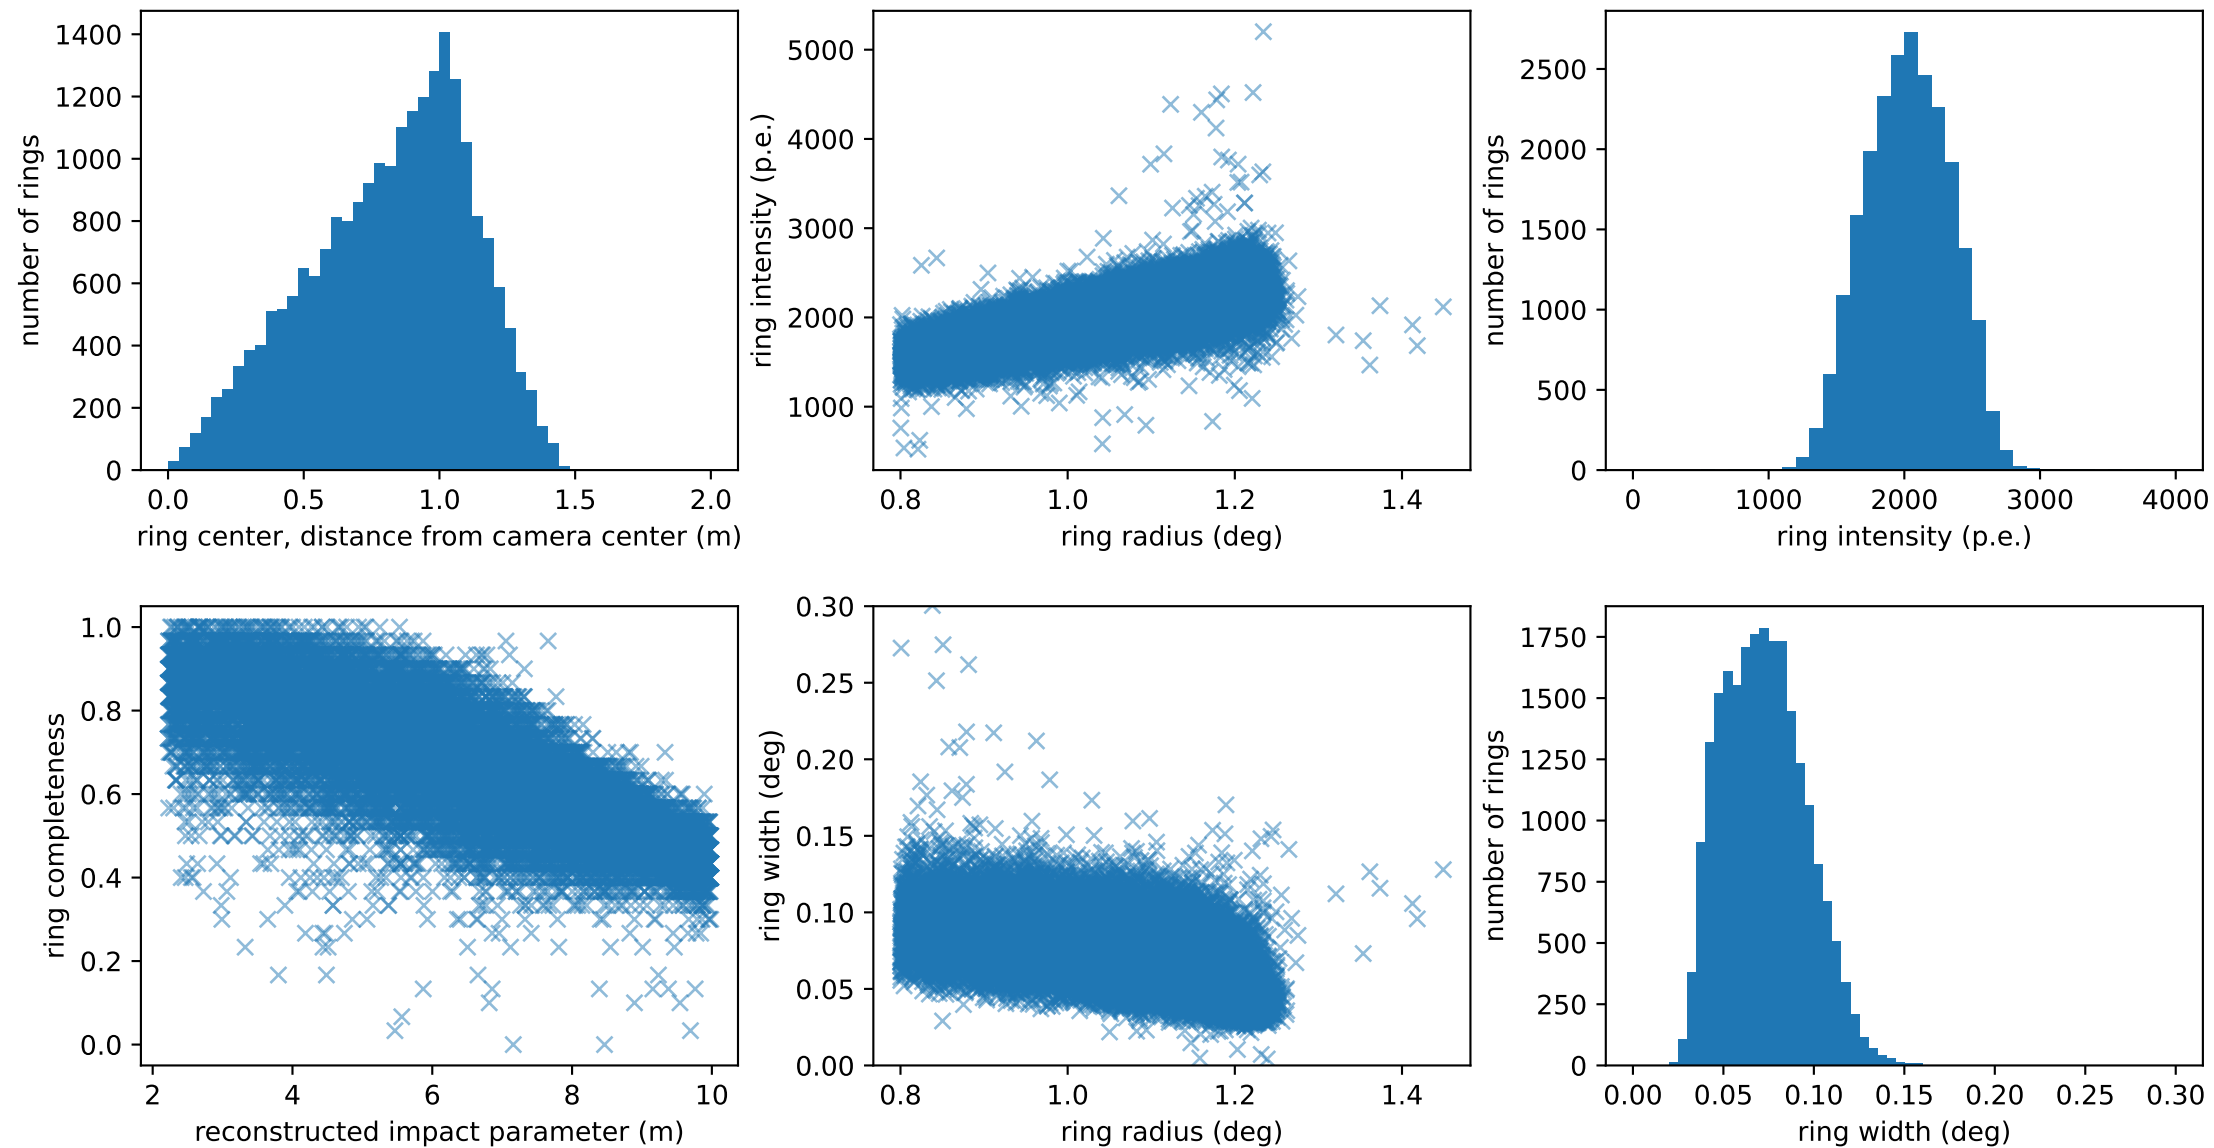 number of rings
1400
1200
1000
800
600
400
200
0
0.0 0.5 1.0 1.5 2.0
ring center, distance from camera center (m)
ring intensity (p.e.)
5000
4000
3000
2000
1000
0.8 1.0 1.2 1.4
ring radius (deg)
number of rings
2500
2000
1500
1000
500
0
0 1000 2000 3000 4000
ring intensity (p.e.)
ring completeness
1.0
0.8
0.6
0.4
0.2
0.0
2 4 6 8 10
reconstructed impact parameter (m)
ring width (deg)
0.30
0.25
0.20
0.15
0.10
0.05
0.00
0.8 1.0 1.2 1.4
ring radius (deg)
number of rings
1750
1500
1250
1000
750
500
250
0
0.00 0.05 0.10 0.15 0.20 0.25 0.30
ring width (deg)